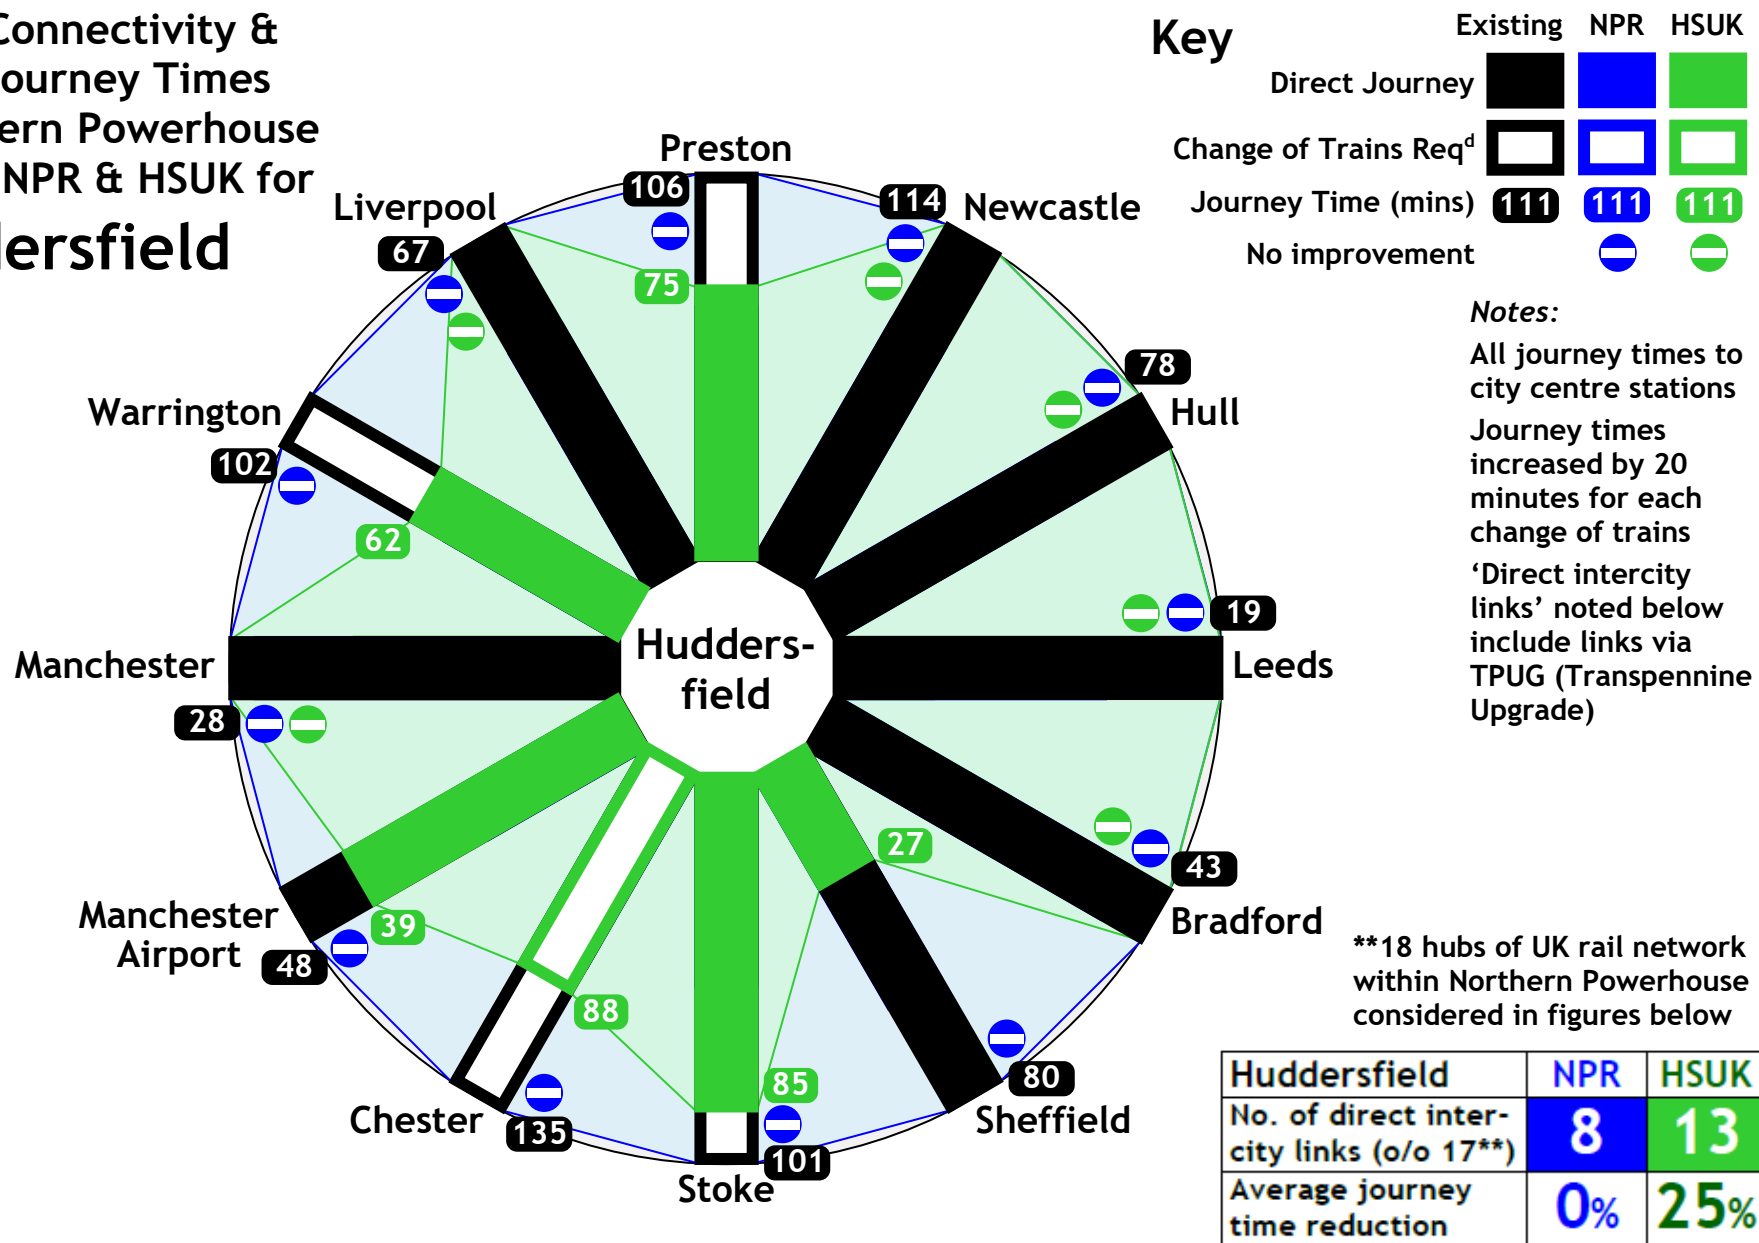 Connectivity &
ourney Times
ern Powerhouse
NPR & HSUK for
dersfield
Key
Existing NPR HSUK
Direct Journey
Change of Trains Reqd
Journey Time (mins) 111 111 111
No improvement
Notes:
All journey times to
city centre stations
Journey times
increased by 20
minutes for each
change of trains
‘Direct intercity
links’ noted below
include links via
TPUG (Transpennine
Upgrade)
Preston
106
75
Newcastle
114
Hull
78
Leeds
19
Bradford
43
Sheffield
80
27
Stoke
101
85
Chester
135
88
Manchester
Airport
48
39
Manchester
28
Warrington
102
62
Liverpool
67
Hudders-
field
**18 hubs of UK rail network
within Northern Powerhouse
considered in figures below
Huddersfield NPR HSUK
No. of direct inter-
city links (o/o 17**) 8 13
Average journey
time reduction 0% 25%